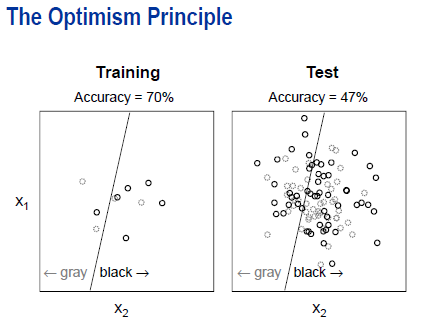 The Optimism Principle
Training
Accuracy = 70%
x1
← gray black →
x2
Test
Accuracy = 47%
← gray black →
x2